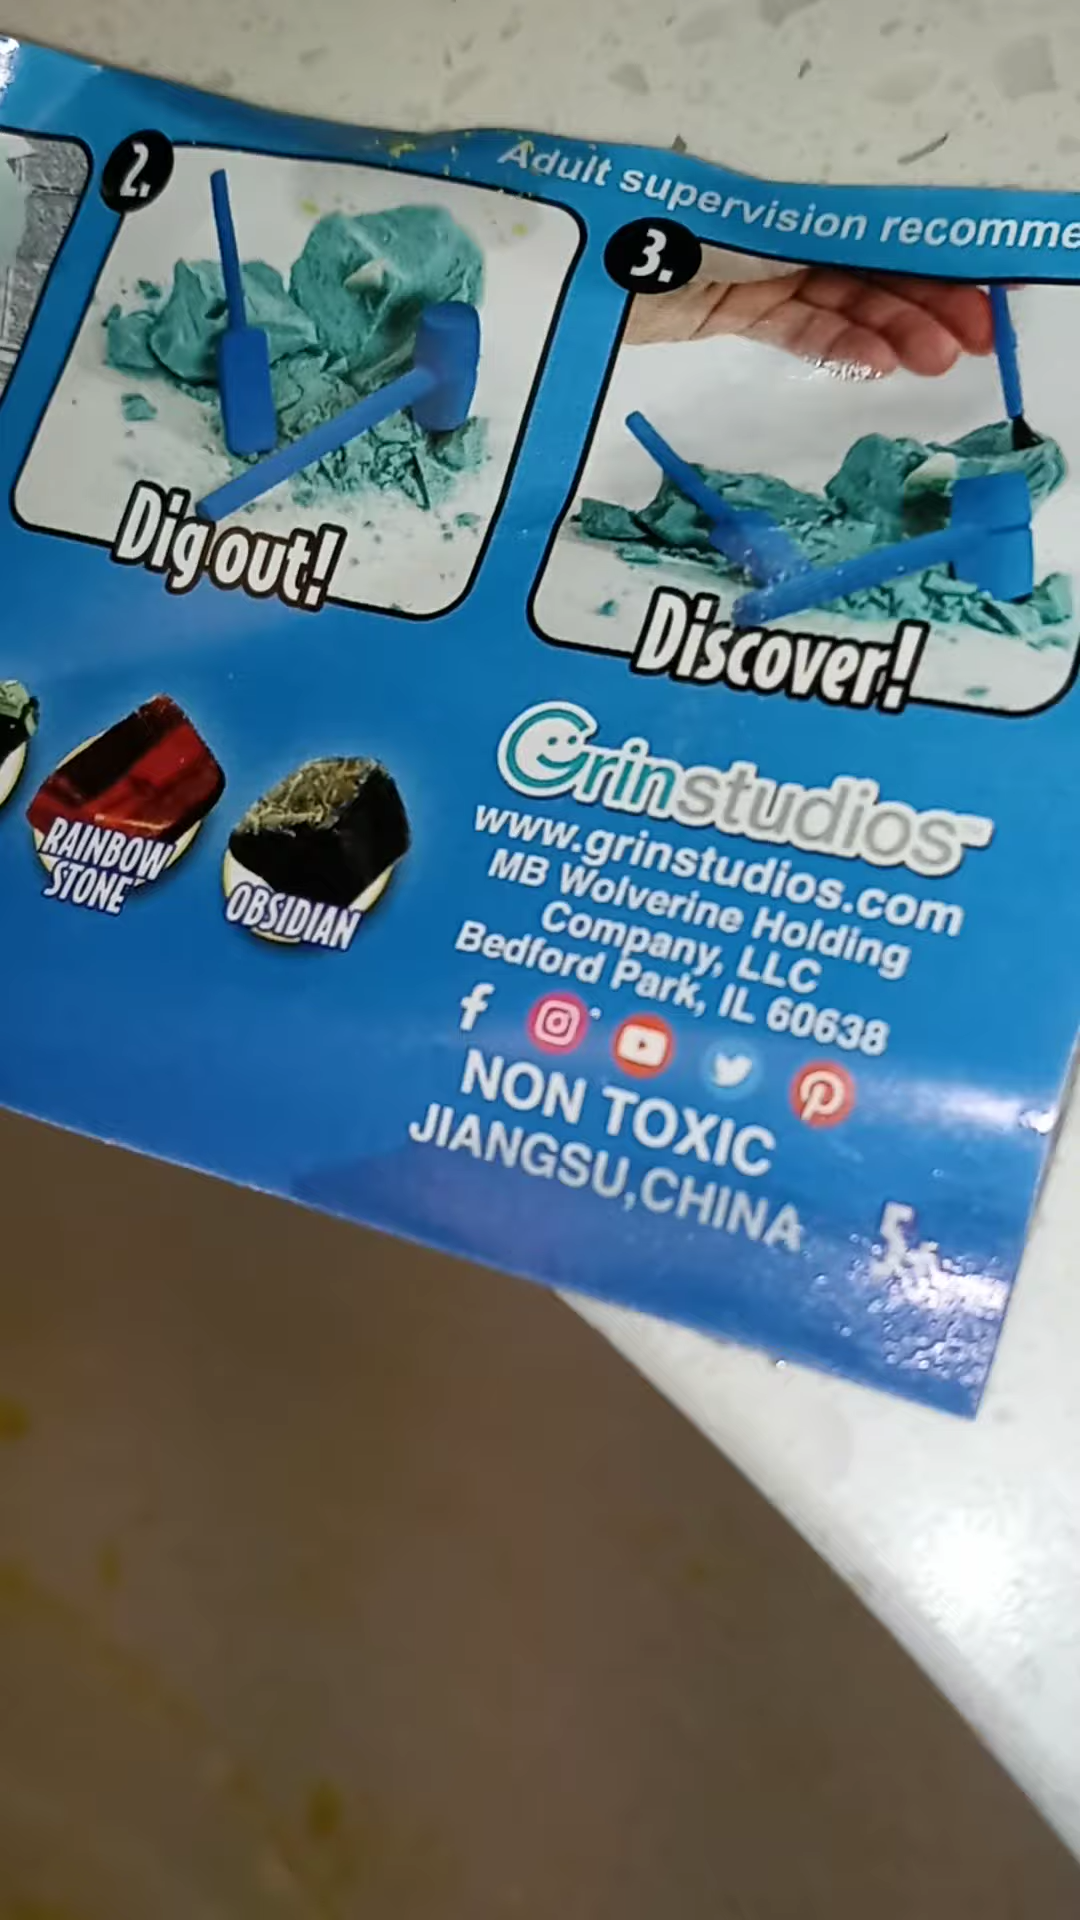 Adult supervision recomme
2.
3.
Dig out!
Discover!
RAINBOW
STONE
OBSIDIAN
Grinstudios™
www.grinstudios.com
MB Wolverine Holding
Company, LLC
Bedford Park, IL 60638
NON TOXIC
JIANGSU,CHINA